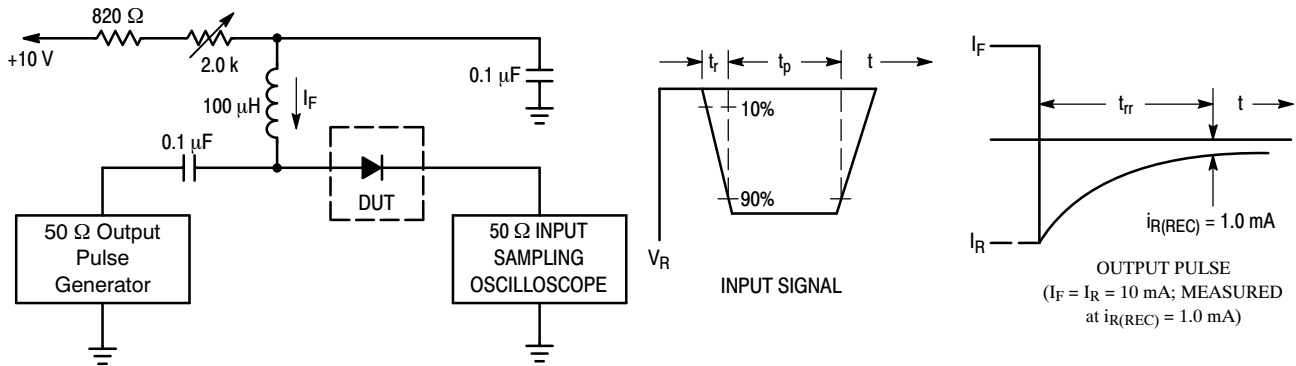 820 Ω
+10 V
2.0 k
100 μH
I_F
0.1 μF
0.1 μF
DUT
50 Ω Output
Pulse
Generator
50 Ω INPUT
SAMPLING
OSCILLOSCOPE
t_r
t_p
t
10%
90%
V_R
INPUT SIGNAL
I_F
t_rr
t
I_R
i_R(REC) = 1.0 mA
OUTPUT PULSE
(I_F = I_R = 10 mA; MEASURED
at i_R(REC) = 1.0 mA)